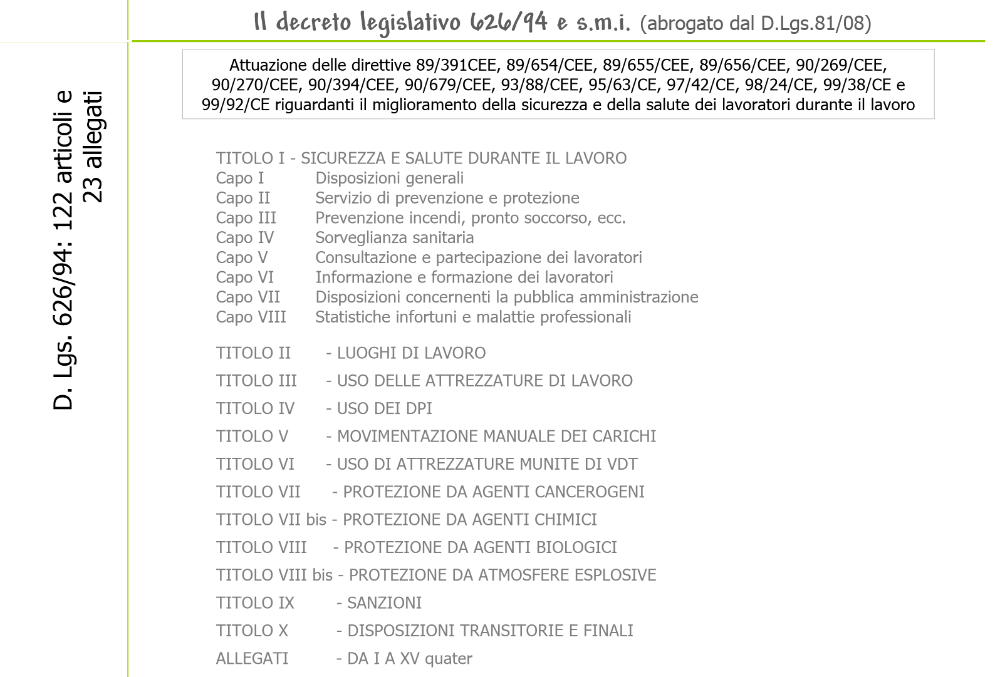 Il decreto legislativo 626/94 e s.m.i. (abrogato dal D.Lgs.81/08)
Attuazione delle direttive 89/391CEE, 89/654/CEE, 89/655/CEE, 89/656/CEE, 90/269/CEE,
90/270/CEE, 90/394/CEE, 90/679/CEE, 93/88/CEE, 95/63/CE, 97/42/CE, 98/24/CE, 99/38/CE e
99/92/CE riguardanti il miglioramento della sicurezza e della salute dei lavoratori durante il lavoro
D. Lgs. 626/94: 122 articoli e
23 allegati
TITOLO I - SICUREZZA E SALUTE DURANTE IL LAVORO
Capo I Disposizioni generali
Capo II Servizio di prevenzione e protezione
Capo III Prevenzione incendi, pronto soccorso, ecc.
Capo IV Sorveglianza sanitaria
Capo V Consultazione e partecipazione dei lavoratori
Capo VI Informazione e formazione dei lavoratori
Capo VII Disposizioni concernenti la pubblica amministrazione
Capo VIII Statistiche infortuni e malattie professionali
TITOLO II - LUOGHI DI LAVORO
TITOLO III - USO DELLE ATTREZZATURE DI LAVORO
TITOLO IV - USO DEI DPI
TITOLO V - MOVIMENTAZIONE MANUALE DEI CARICHI
TITOLO VI - USO DI ATTREZZATURE MUNITE DI VDT
TITOLO VII - PROTEZIONE DA AGENTI CANCEROGENI
TITOLO VII bis - PROTEZIONE DA AGENTI CHIMICI
TITOLO VIII - PROTEZIONE DA AGENTI BIOLOGICI
TITOLO VIII bis - PROTEZIONE DA ATMOSFERE ESPLOSIVE
TITOLO IX - SANZIONI
TITOLO X - DISPOSIZIONI TRANSITORIE E FINALI
ALLEGATI - DA I A XV quater